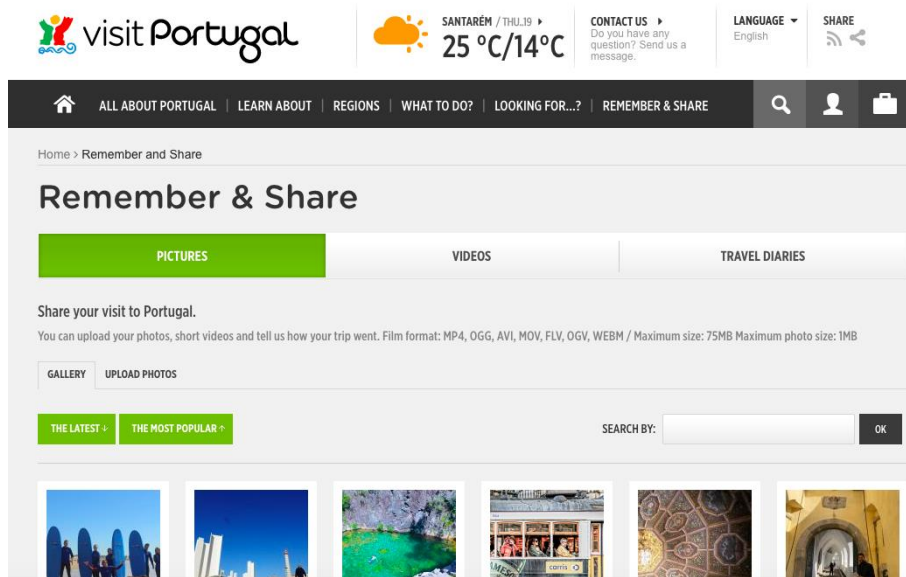 visit Portugal
SANTARÉM / THU..19
25 ºC/14ºC
CONTACT US
Do you have any
question? Send us a
message.
LANGUAGE
English
SHARE
ALL ABOUT PORTUGAL | LEARN ABOUT | REGIONS | WHAT TO DO? | LOOKING FOR...? | REMEMBER & SHARE
Home > Remember and Share
Remember & Share
PICTURES
VIDEOS
TRAVEL DIARIES
Share your visit to Portugal.
You can upload your photos, short videos and tell us how your trip went. Film format: MP4, OGG, AVI, MOV, FLV, OGV, WEBM / Maximum size: 75MB Maximum photo size: 1MB
GALLERY
UPLOAD PHOTOS
THE LATEST ↓
THE MOST POPULAR ↑
SEARCH BY:
OK
carris